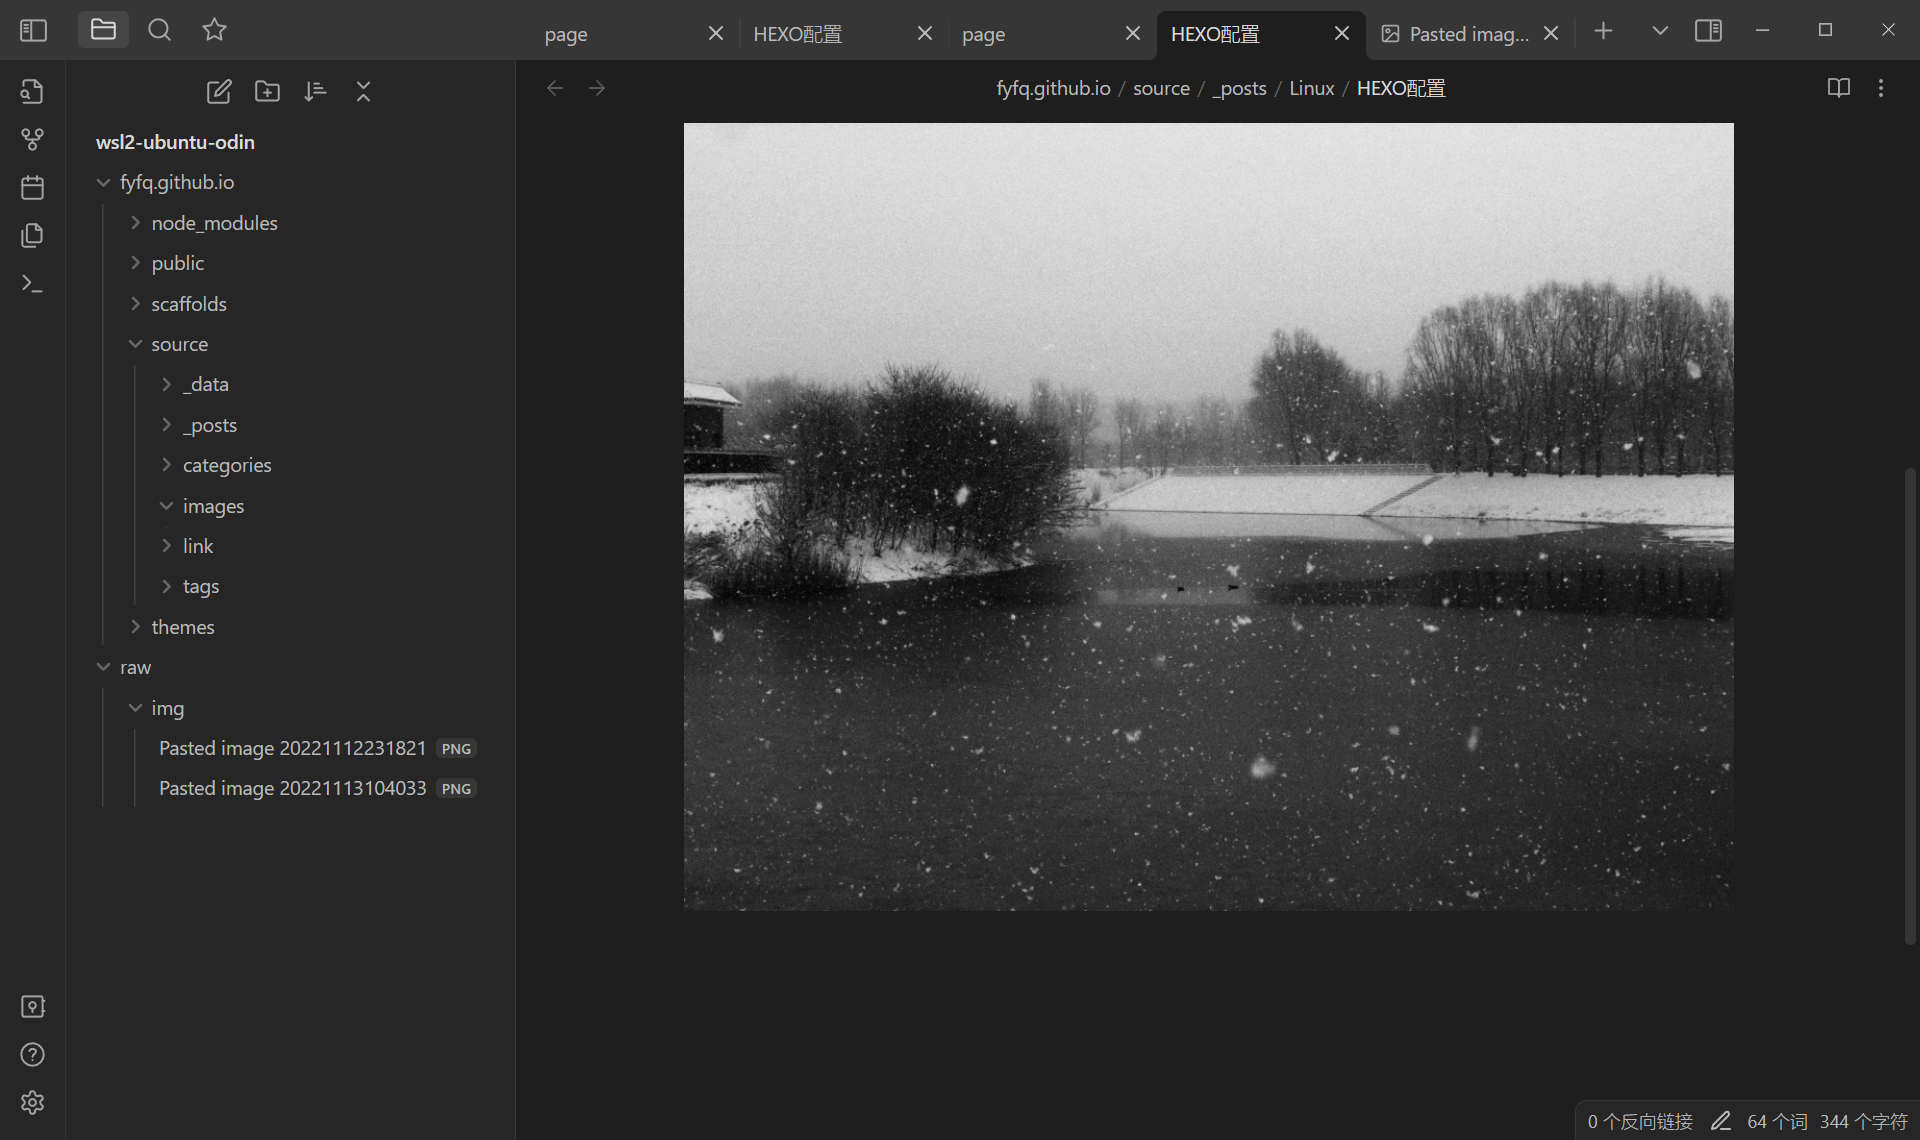 page
HEXO配置
page
HEXO配置
Pasted imag...
fyfq.github.io / source / _posts / Linux / HEXO配置
wsl2-ubuntu-odin
fyfq.github.io
node_modules
public
scaffolds
source
_data
_posts
categories
images
link
tags
themes
raw
img
Pasted image 20221112231821 PNG
Pasted image 20221113104033 PNG
0 个反向链接 64 个词 344 个字符